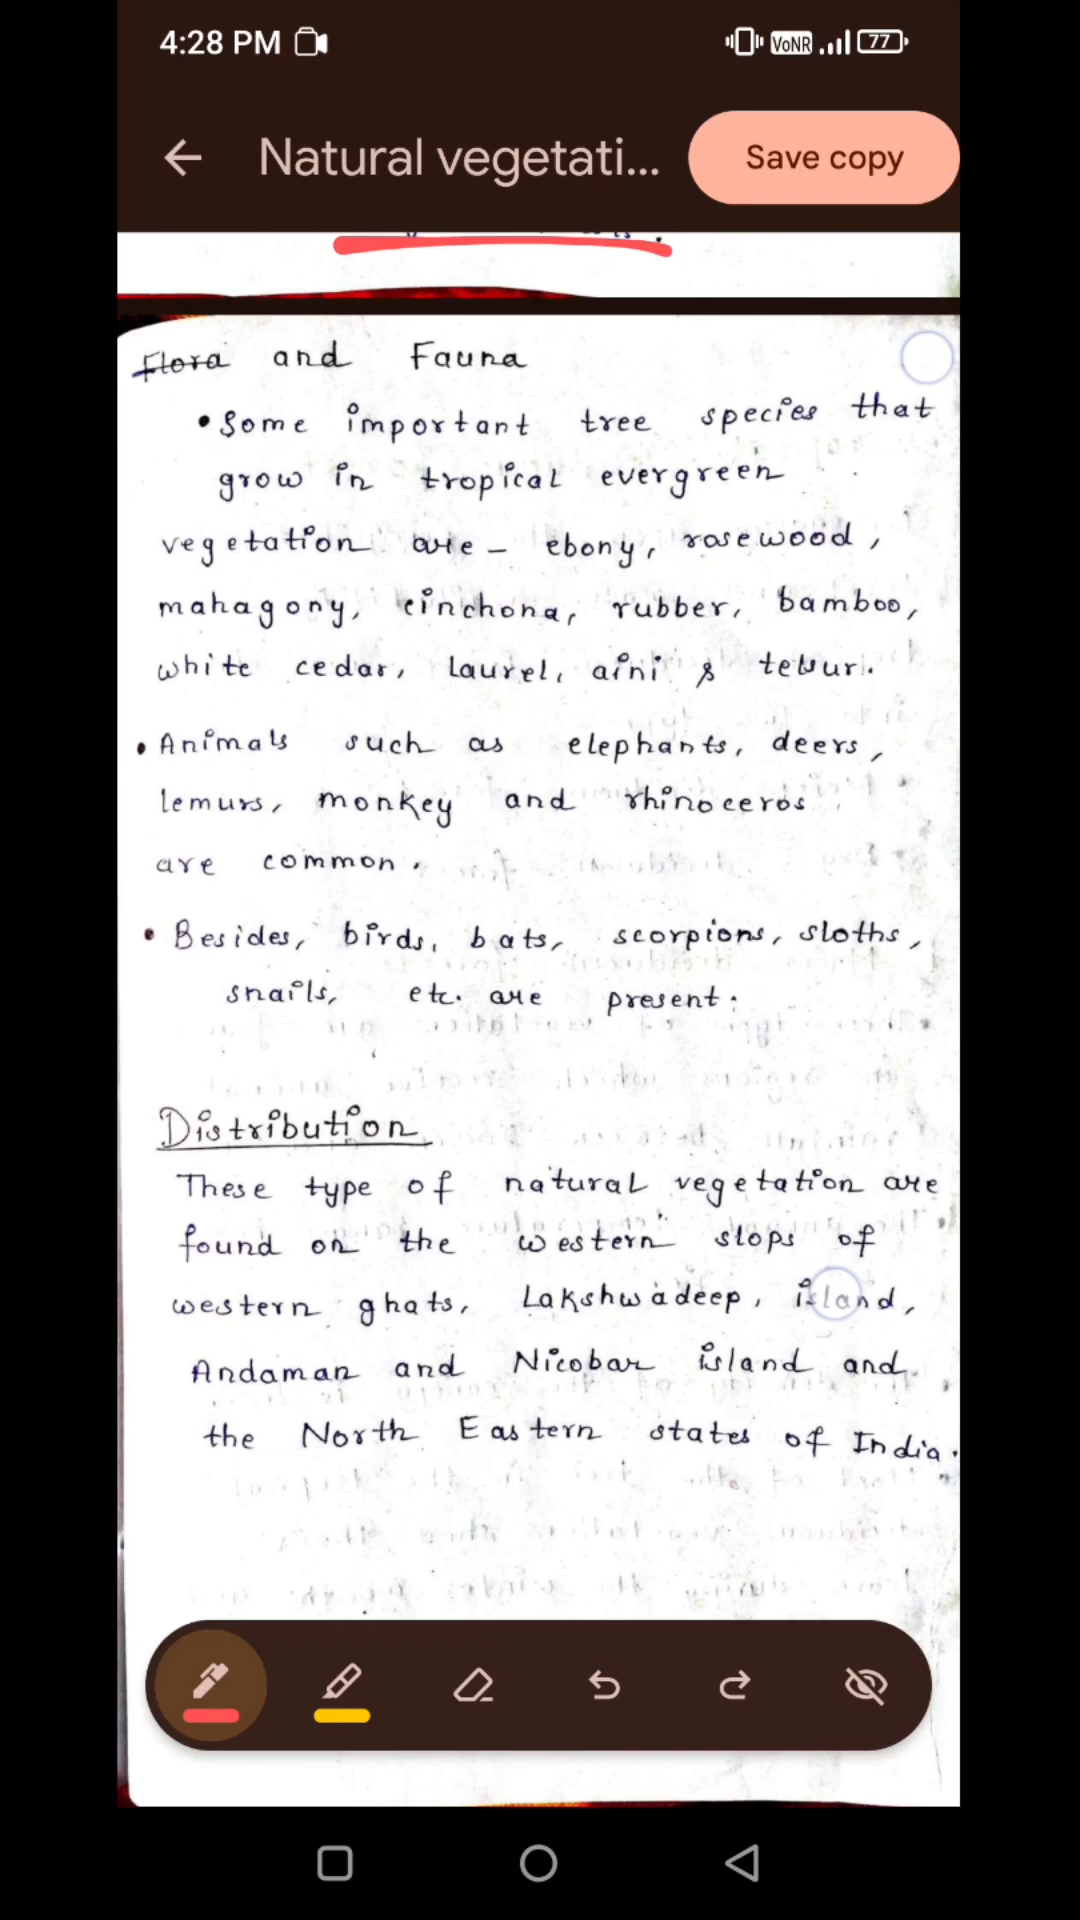 4:28 PM
VoNR
77
Natural vegetati...
Save copy
Flora and Fauna
• Some important tree species that
grow in tropical evergreen
vegetation are - ebony, rosewood,
mahagony, cinchona, rubber, bamboo,
white cedar, laurel, aini &
• Animals such as elephants, deers,
lemurs, monkey and rhinoceros
are common.
• Besides, birds, bats, scorpions, sloths,
snails, etc. are present.
Distribution
These type of natural vegetation are
found on the western slops of
western ghats, Lakshwadeep, island,
Andaman and Nicobar island and
the North Eastern states of India.